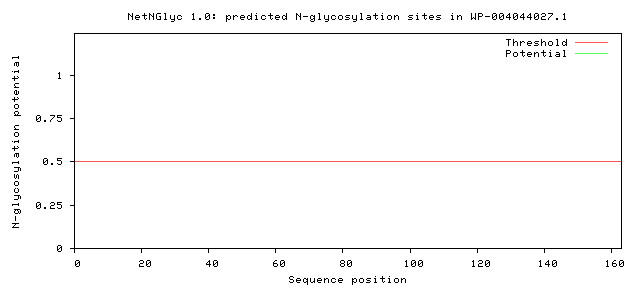 NetNGlyc 1.0: predicted N-glycosylation sites in WP-004044027.1
Threshold
Potential
N-glycosylation potential
1
0.75
0.5
0.25
0
0 20 40 60 80 100 120 140 160
Sequence position